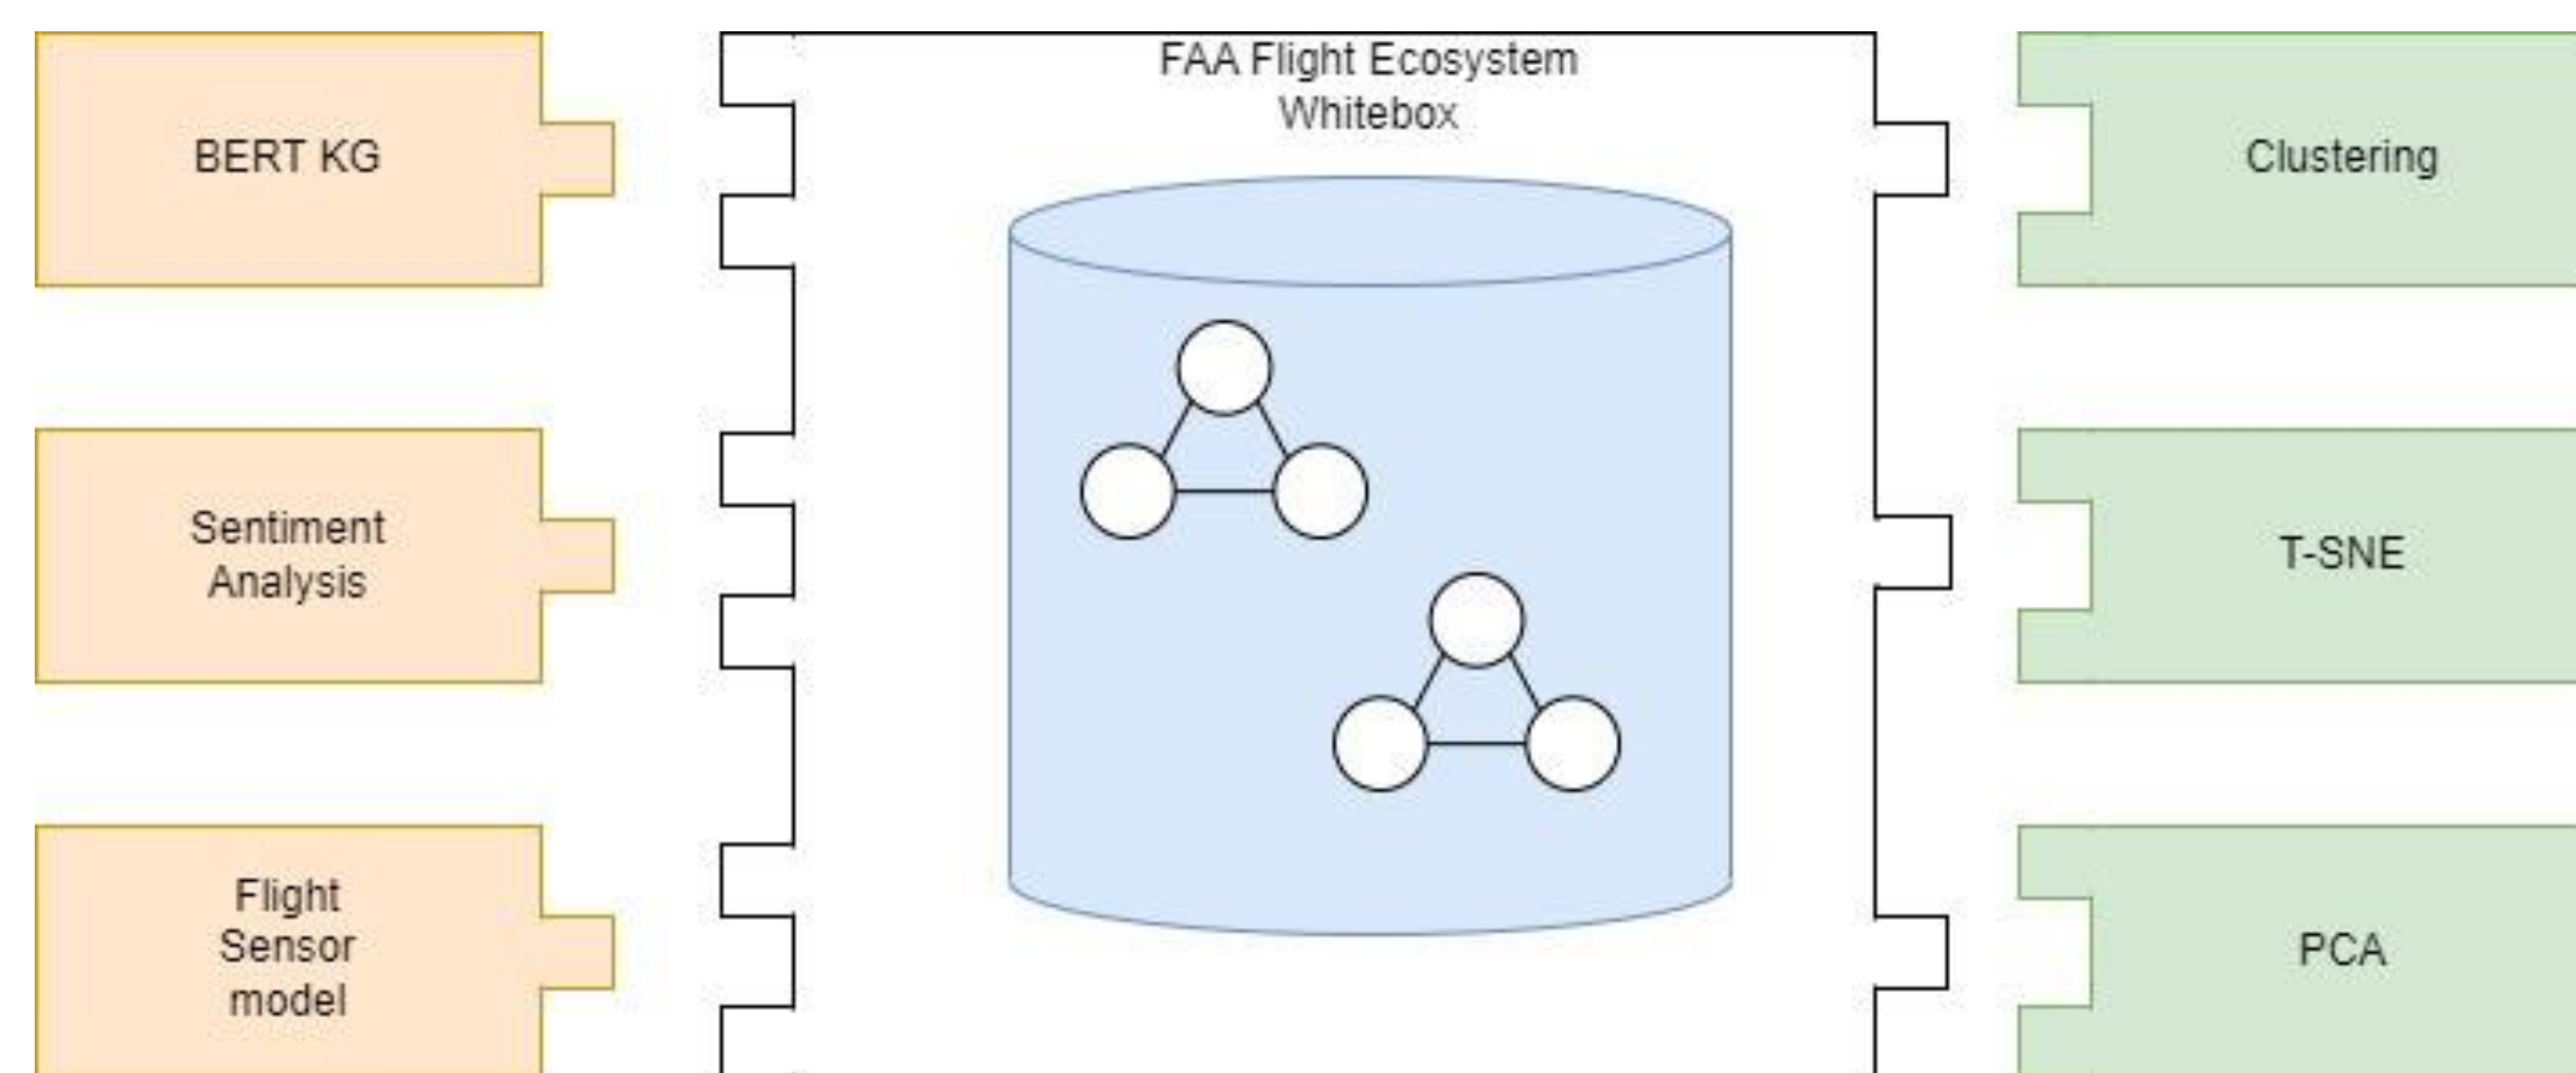 FAA Flight Ecosystem
Whitebox
BERT KG
Clustering
Sentiment
Analysis
T-SNE
Flight
Sensor
model
PCA